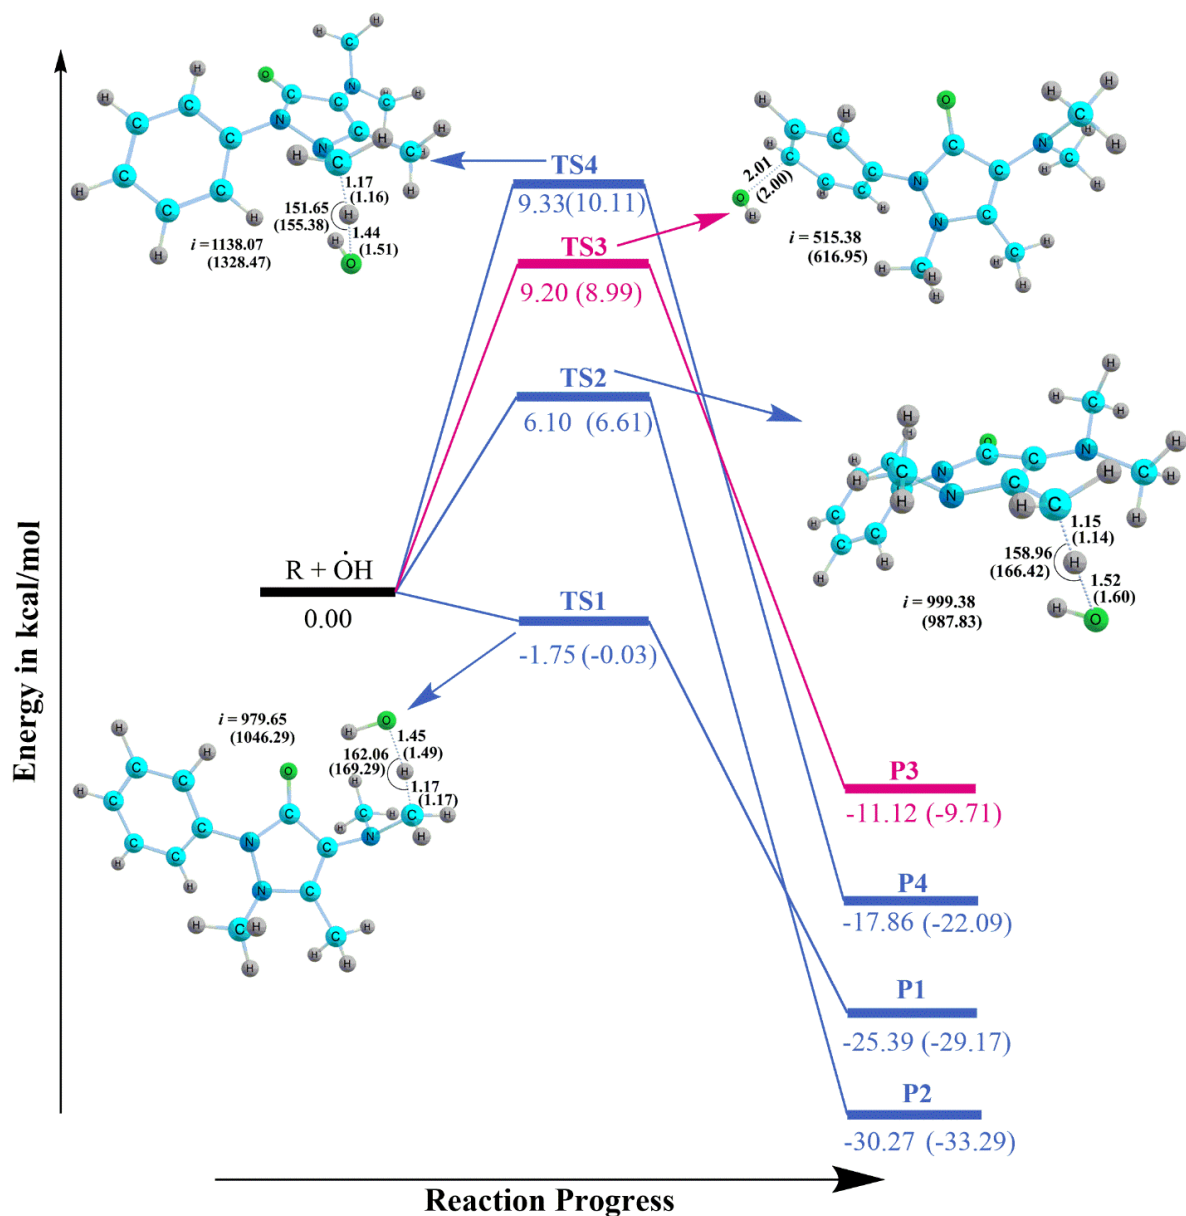 TS4
9.33(10.11)
1.17
(1.16)
151.65
(155.38)
1.44
(1.51)
i = 1138.07
(1328.47)
TS3
9.20 (8.99)
2.01
(2.00)
i = 515.38
(616.95)
TS2
6.10 (6.61)
1.15
(1.14)
158.96
(166.42)
1.52
(1.60)
i = 999.38
(987.83)
R + ȮH
0.00
TS1
-1.75 (-0.03)
i = 979.65
(1046.29)
1.45
(1.49)
162.06
(169.29)
1.17
(1.17)
P3
-11.12 (-9.71)
P4
-17.86 (-22.09)
P1
-25.39 (-29.17)
P2
-30.27 (-33.29)
Energy in kcal/mol
Reaction Progress